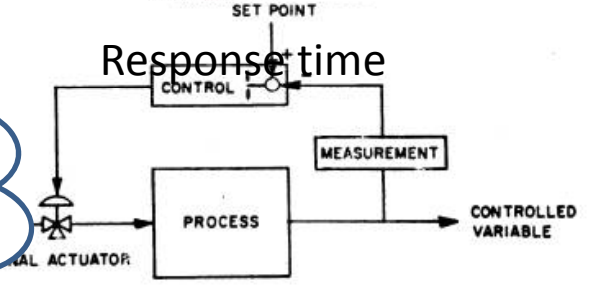 SET POINT
Response time
CONTROL
MEASUREMENT
PROCESS
CONTROLLED
VARIABLE
ACTUATOR